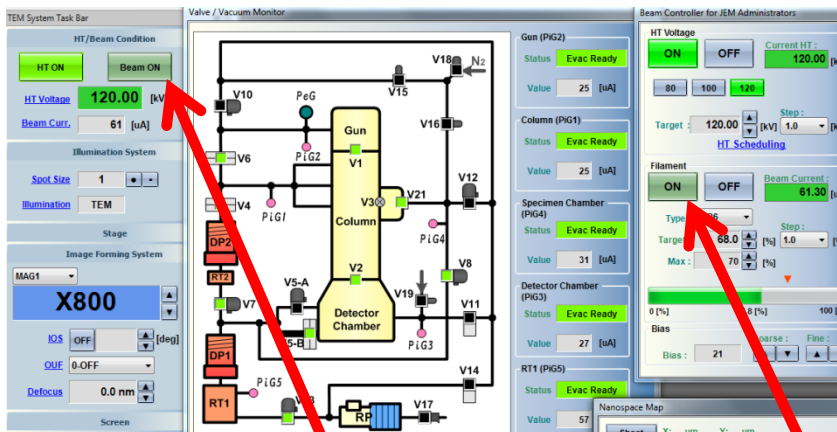 TEM System Task Bar
HT/Beam Condition
HT ON
Beam ON
HT Voltage
120.00
[kV]
Beam Curr.
61
[uA]
Illumination System
Spot Size
1
Illumination
TEM
Stage
Image Forming System
MAG1
X800
IOS
OFF
[deg]
OUF
0-OFF
Defocus
0.0 nm
Screen
Valve / Vacuum Monitor
V18
N2
V15
V10
PeG
V16
Gun
PiG2
V1
V6
V12
V3
V21
PiG1
V4
Column
PiG4
DP2
V2
V8
RT2
V5-A
V19
V7
V11
Detector
Chamber
5-B
PiG3
DP1
V14
PiG5
RT1
RP
V17
Gun (PiG2)
Status
Evac Ready
Value
25
[uA]
Column (PiG1)
Status
Evac Ready
Value
25
[uA]
Specimen Chamber
(PiG4)
Status
Evac Ready
Value
31
[uA]
Detector Chamber
(PiG3)
Status
Evac Ready
Value
27
[uA]
RT1 (PiG5)
Status
Evac Ready
Value
57
Beam Controller for JEM Administrators
HT Voltage
ON
OFF
Current HT :
120.00
80
100
120
Step :
Target :
120.00
[kV]
1.0
HT Scheduling
Filament
ON
OFF
Beam Current :
61.30
Step :
68.0
[%]
1.0
Max :
70
[%]
0 [%]
100
Bias
Fine :
Bias :
21
Nanospace Map